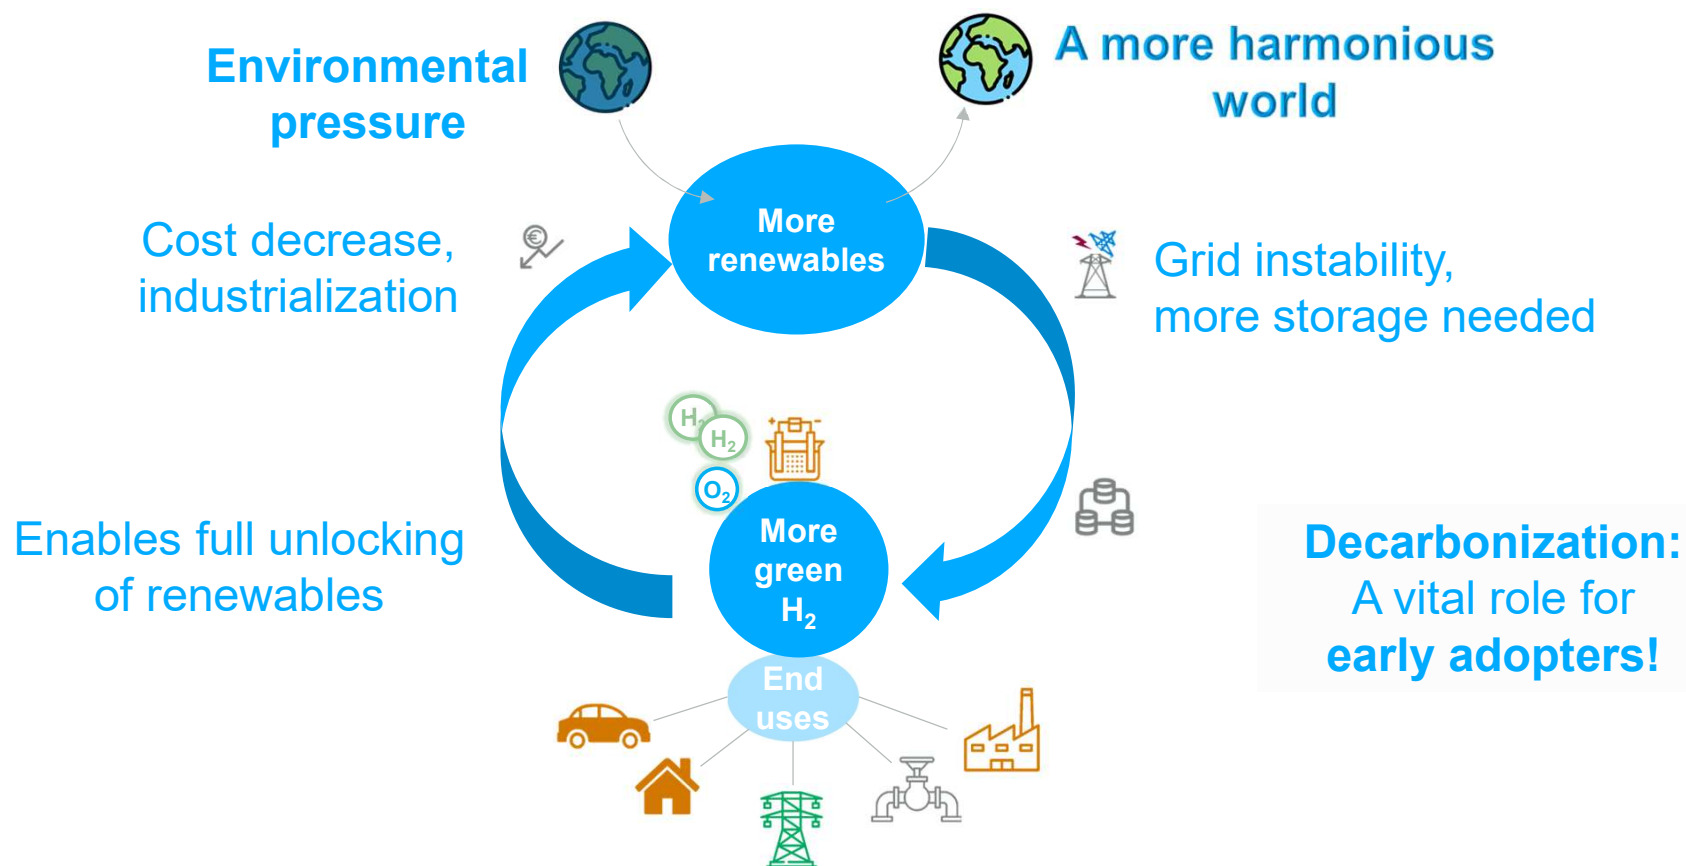 Environmental
pressure
A more harmonious
world
More
renewables
Cost decrease,
industrialization
€
Grid instability,
more storage needed
H₂
H₂
O₂
+
-
More
green
H₂
Enables full unlocking
of renewables
Decarbonization:
A vital role for
early adopters!
End
uses